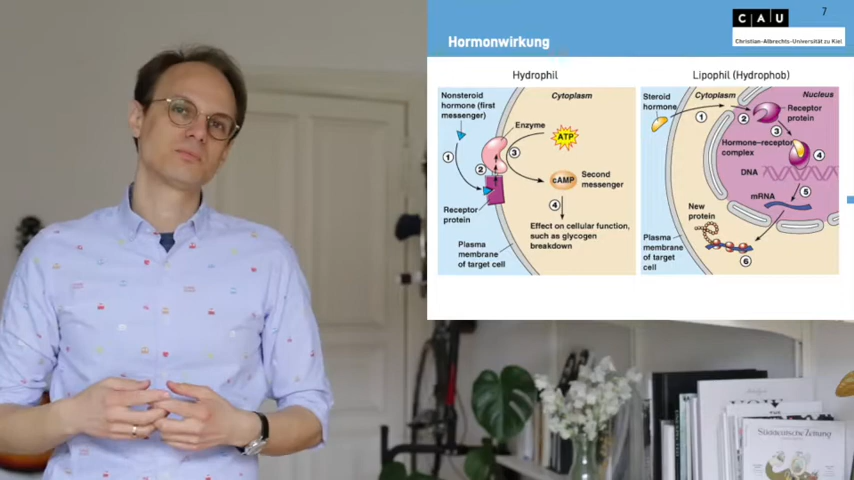 CAU
7
Christian-Albrechts-Universität zu Kiel
Hormonwirkung
Hydrophil
Nonsteroid
hormone (first
messenger)
Cytoplasm
Enzyme
ATP
1
2
3
cAMP
Second
messenger
4
Receptor
protein
Effect on cellular function,
such as glycogen
breakdown
Plasma
membrane
of target cell
Lipophil (Hydrophob)
Steroid
hormone
Cytoplasm
Nucleus
1
2
Receptor
protein
3
Hormone–receptor
complex
4
DNA
5
mRNA
New
protein
Plasma
membrane
of target
cell
6
Süddeutsche Zeitung